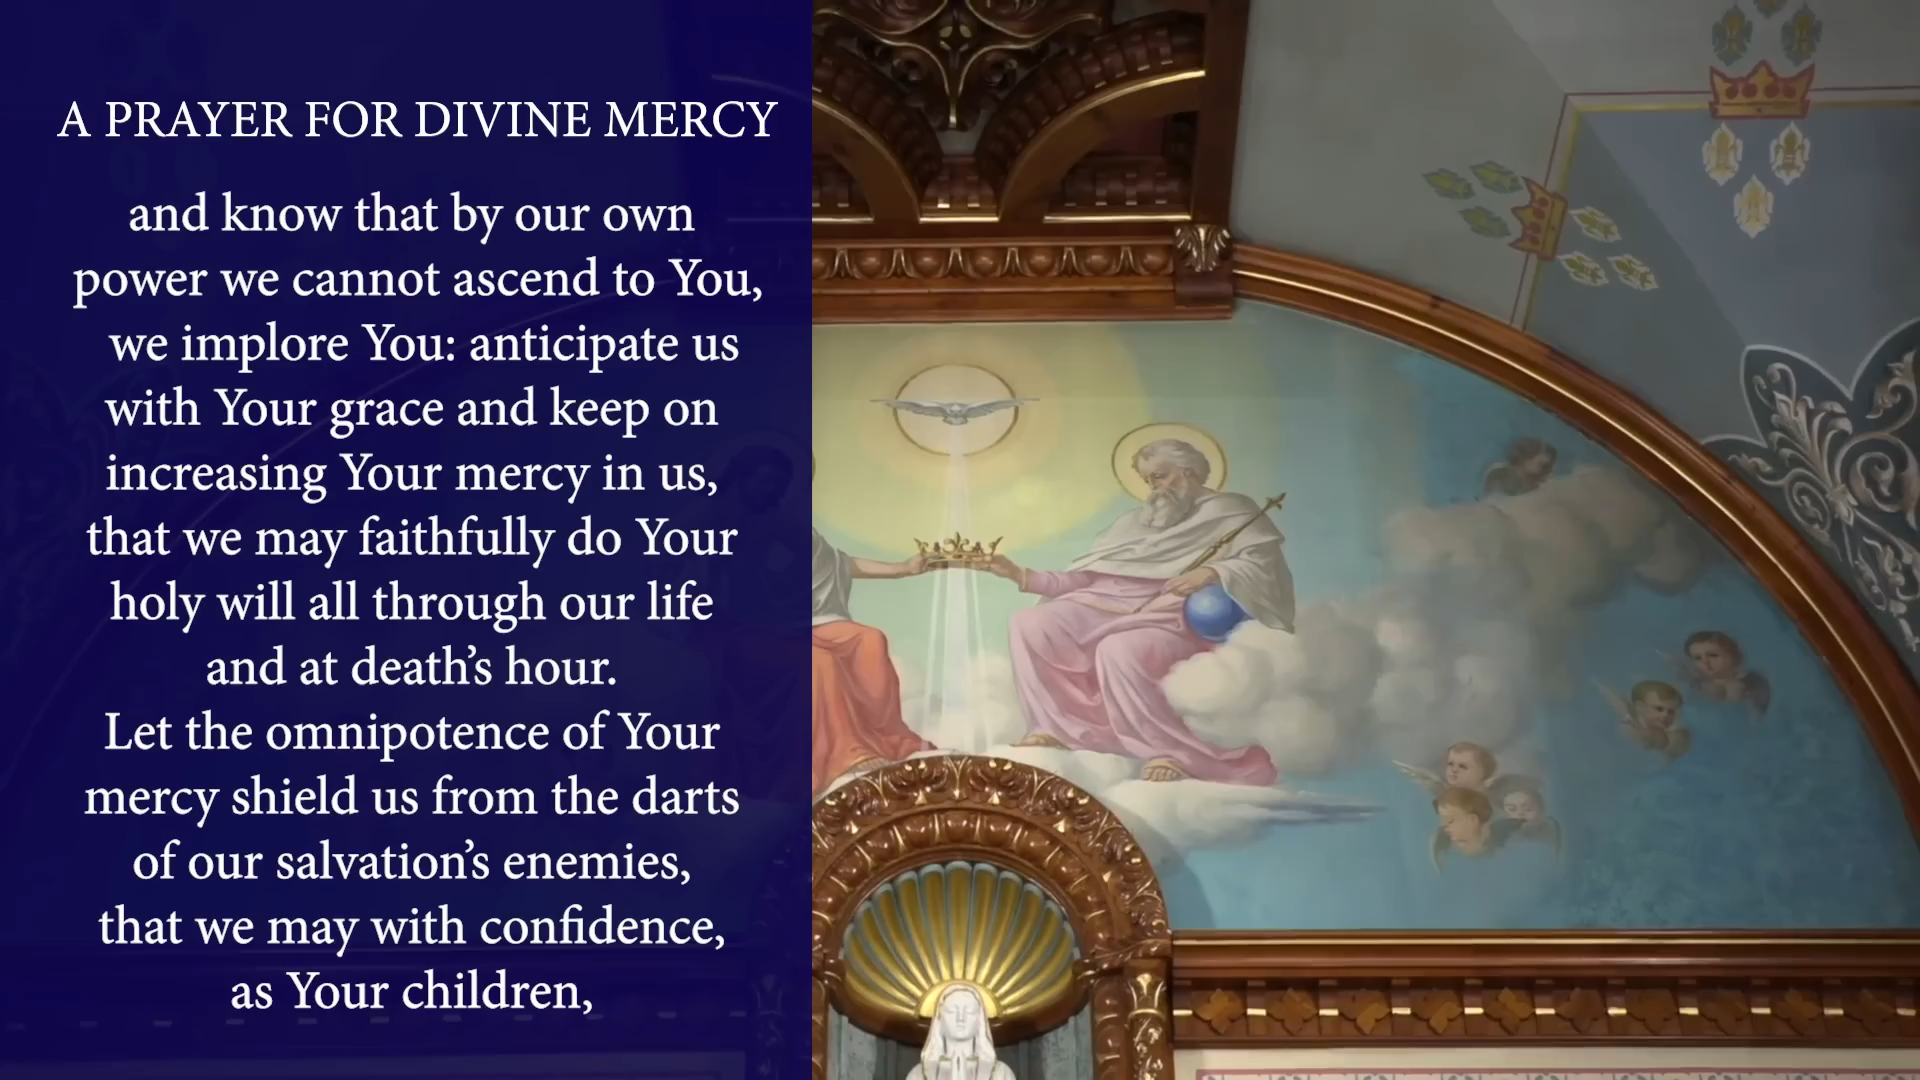 A PRAYER FOR DIVINE MERCY
and know that by our own
power we cannot ascend to You,
we implore You: anticipate us
with Your grace and keep on
increasing Your mercy in us,
that we may faithfully do Your
holy will all through our life
and at death’s hour.
Let the omnipotence of Your
mercy shield us from the darts
of our salvation’s enemies,
that we may with confidence,
as Your children,